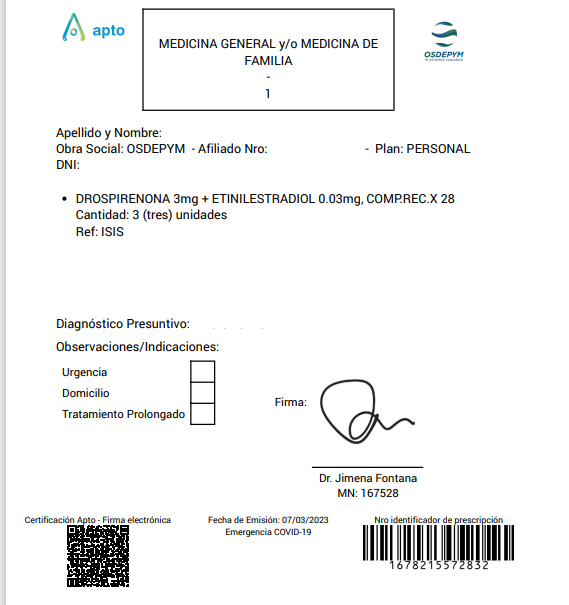 apto
MEDICINA GENERAL y/o MEDICINA DE
FAMILIA
-
1
OSDEPYM
Apellido y Nombre:
Obra Social: OSDEPYM - Afiliado Nro: - Plan: PERSONAL
DNI:
• DROSPIRENONA 3mg + ETINILESTRADIOL 0.03mg, COMP.REC.X 28
Cantidad: 3 (tres) unidades
Ref: ISIS
Diagnóstico Presuntivo:
Observaciones/Indicaciones:
Urgencia
Domicilio
Tratamiento Prolongado
Firma:
Dr. Jimena Fontana
MN: 167528
Certificación Apto - Firma electrónica
Fecha de Emisión: 07/03/2023
Emergencia COVID-19
Nro identificador de prescripción
1678215572832